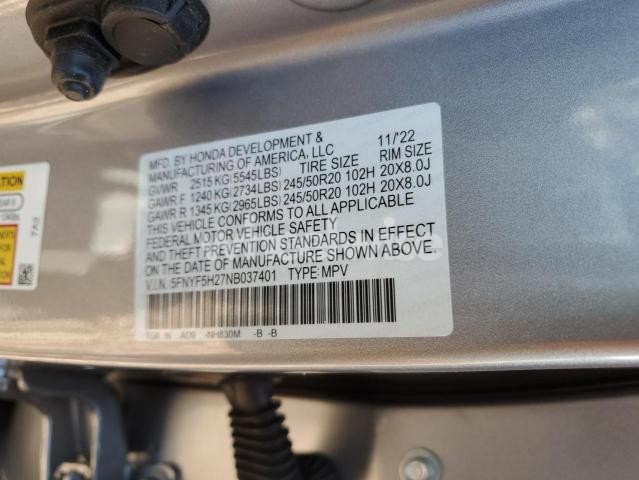 MFD. BY HONDA DEVELOPMENT & 11/'22
MANUFACTURING OF AMERICA, LLC
GVWR 2515 KG(5545LBS) TIRE SIZE RIM SIZE
GAWR F 1240 KG(2734LBS) 245/50R20 102H 20X8.0J
GAWR R 1345 KG(2965LBS) 245/50R20 102H 20X8.0J
THIS VEHICLE CONFORMS TO ALL APPLICABLE
FEDERAL MOTOR VEHICLE SAFETY
AND THEFT PREVENTION STANDARDS IN EFFECT
ON THE DATE OF MANUFACTURE SHOWN ABOVE.
V.I.N.:5FNYF5H27NB037401 TYPE:MPV
-NH830M -B -B
7A0